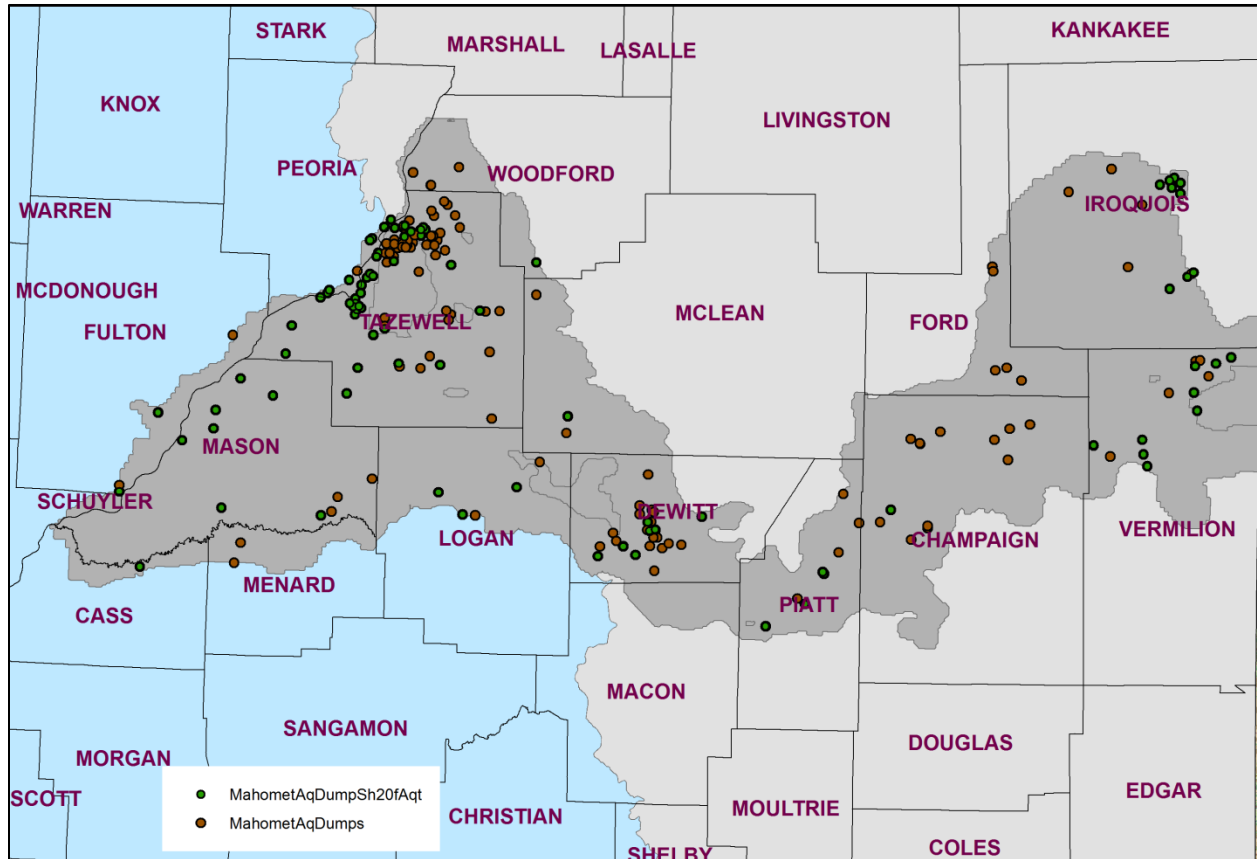 STARK
MARSHALL
LASALLE
KANKAKEE
KNOX
LIVINGSTON
PEORIA
WOODFORD
WARREN
IROQUOIS
MCDONOUGH
FULTON
TAZEWELL
MCLEAN
FORD
MASON
SCHUYLER
LOGAN
DEWITT
CHAMPAIGN
VERMILION
CASS
MENARD
PIATT
MACON
SANGAMON
MORGAN
DOUGLAS
SCOTT
EDGAR
MOULTRIE
CHRISTIAN
COLES
SHELBY
MahometAqDumpSh20fAqt
MahometAqDumps